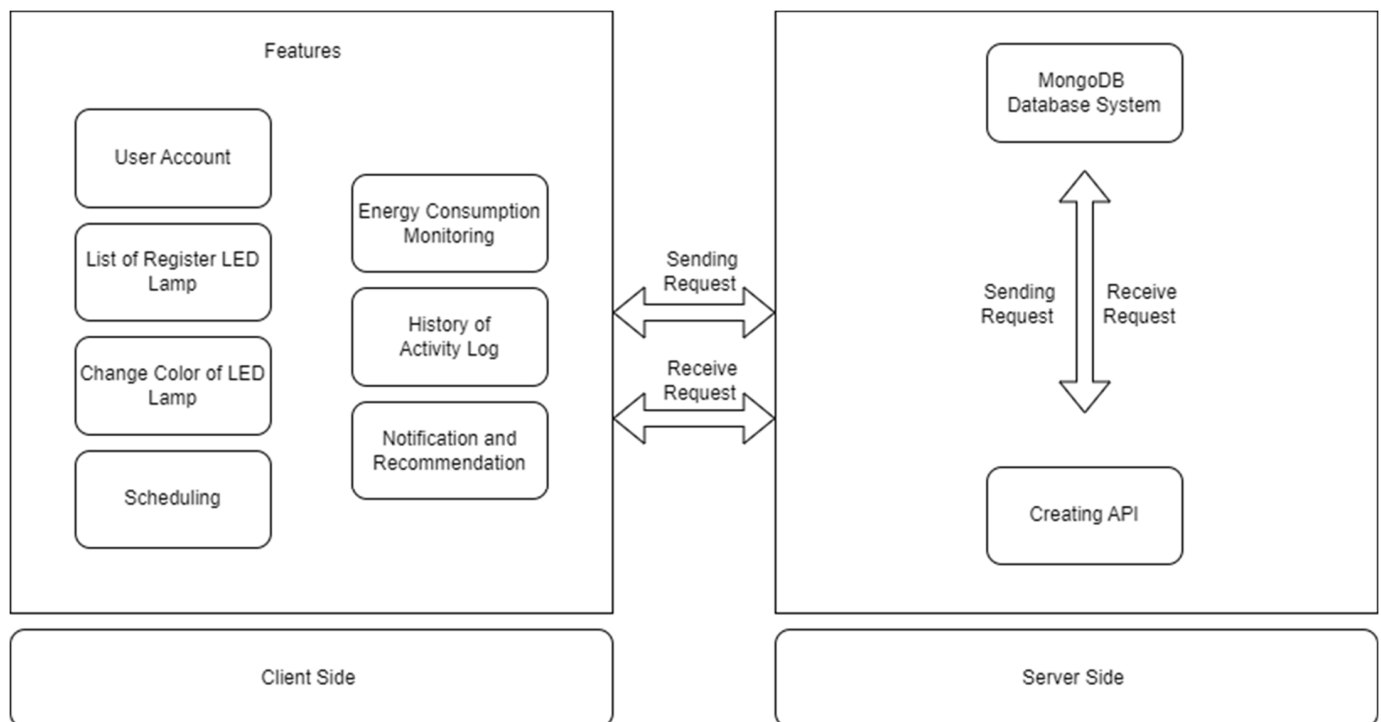 Features
User Account
List of Register LED
Lamp
Change Color of LED
Lamp
Scheduling
Energy Consumption
Monitoring
History of
Activity Log
Notification and
Recommendation
Client Side
Sending
Request
Receive
Request
MongoDB
Database System
Sending
Request
Receive
Request
Creating API
Server Side